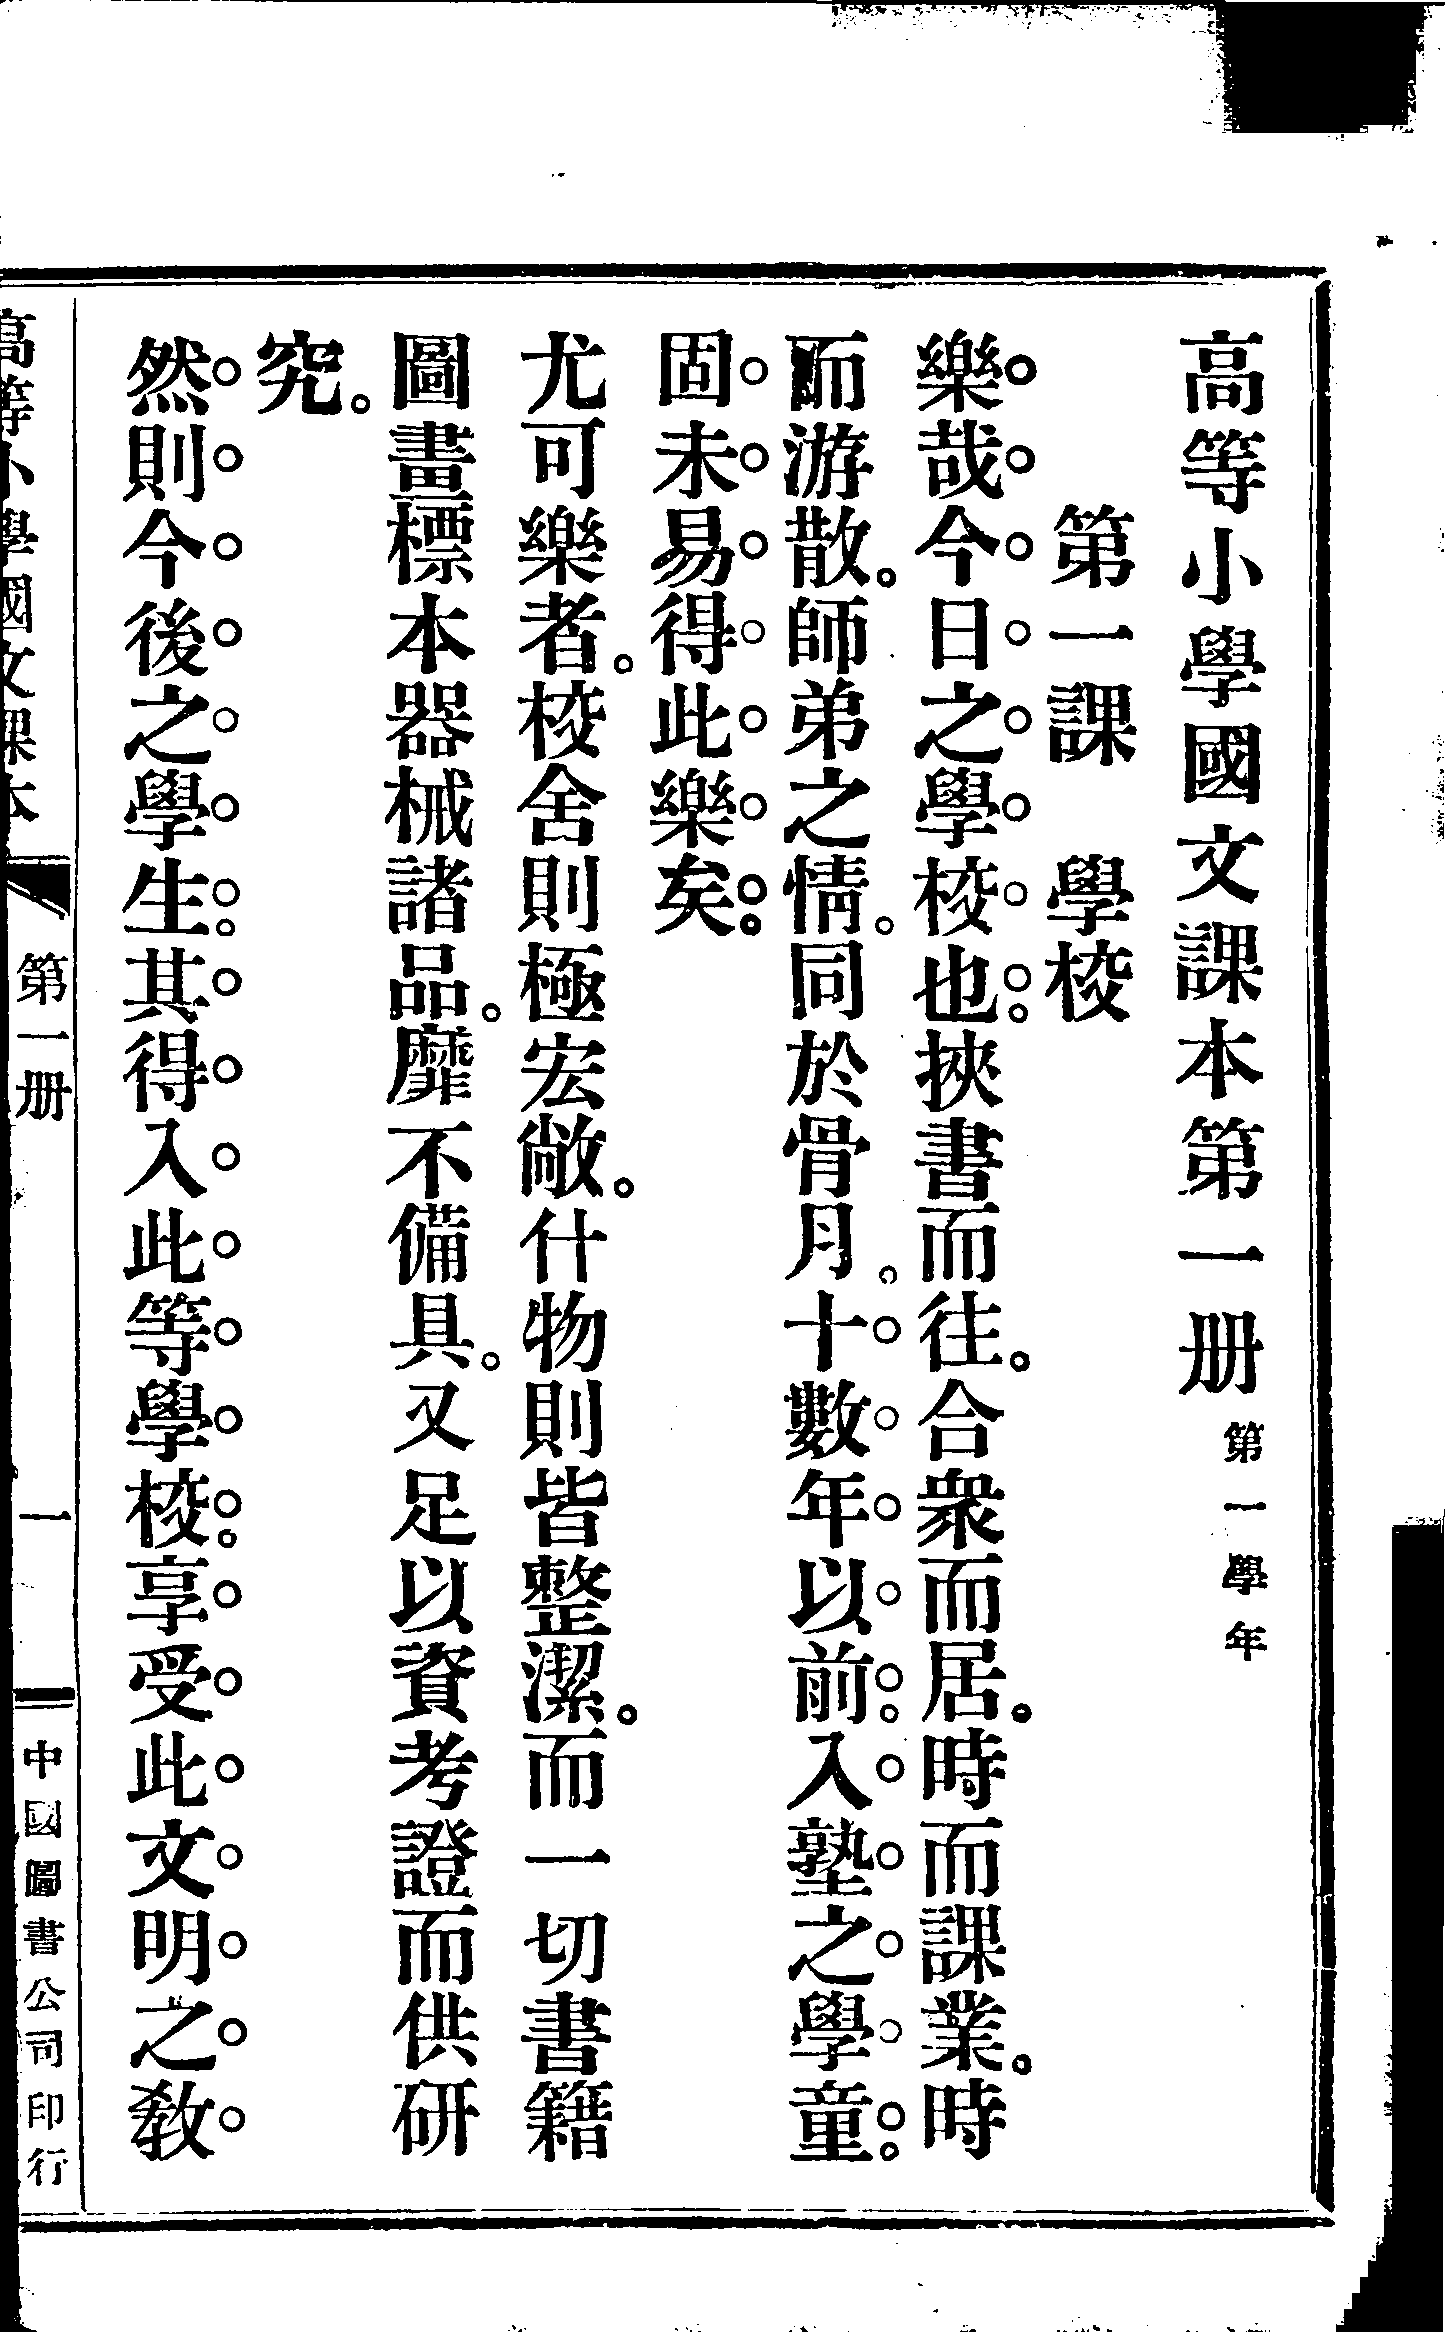 高等小學國文課本第一册 第一學年
第一課 學校
樂哉今日之學校也。挾書而往。合衆而居。時而課業。時
而游散。師弟之情。同於骨月。十數年以前。入塾之學童。
固未易得此樂矣。
尤可樂者。校舍則極宏敞。什物則皆整潔。而一切書籍
圖畫標本器械諸品。靡不備具。又足以資考證而供研
究。
然則今後之學生。其得入此等學校。享受此文明之敎
高等小學國文課本 第一册 一 中國圖書公司印行